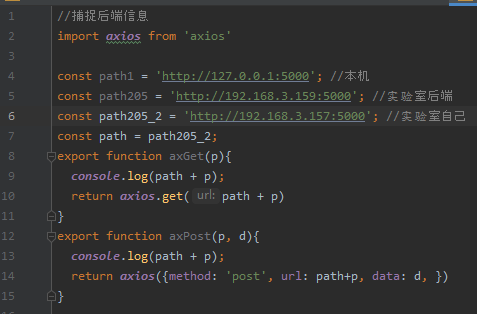 1 //捕捉后端信息
2 import axios from 'axios'
3
4 const path1 = 'http://127.0.0.1:5000'; //本机
5 const path205 = 'http://192.168.3.159:5000'; //实验室后端
6 const path205_2 = 'http://192.168.3.157:5000'; //实验室自己
7 const path = path205_2;
8 export function axGet(p){
9 console.log(path + p);
10 return axios.get( url: path + p)
11 }
12 export function axPost(p, d){
13 console.log(path + p);
14 return axios({method: 'post', url: path+p, data: d, })
15 }